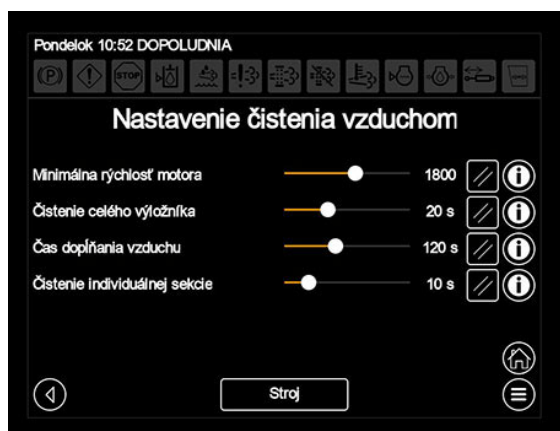 Pondelok 10:52 DOPOLUDNIA
STOP
Nastavenie čistenia vzduchom
Minimálna rýchlosť motora 1800
Čistenie celého výložníka 20 s
Čas dopĺňania vzduchu 120 s
Čistenie individuálnej sekcie 10 s
Stroj